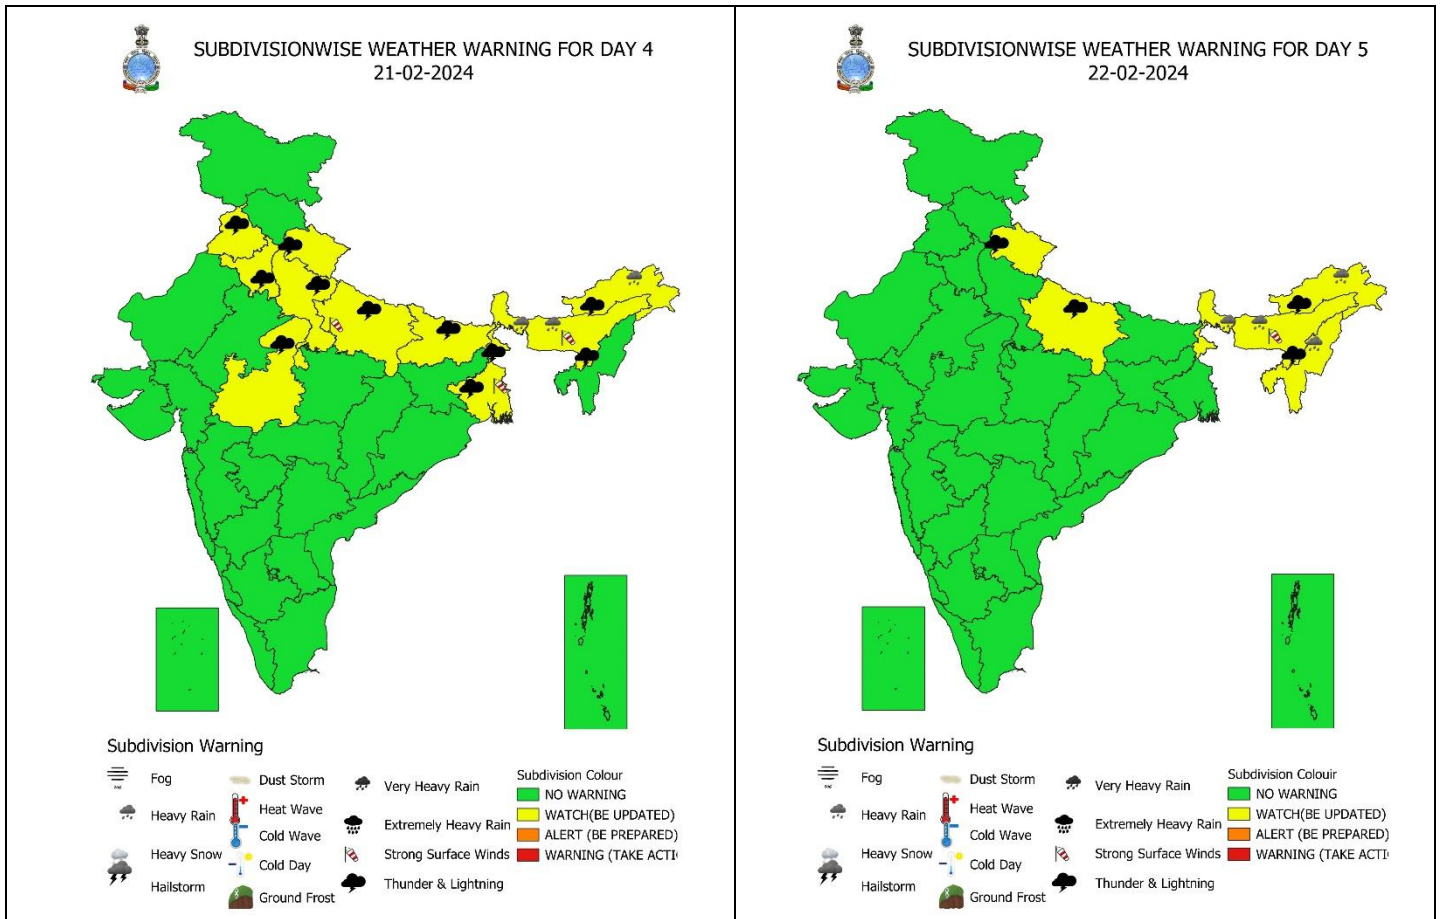 SUBDIVISIONWISE WEATHER WARNING FOR DAY 4
21-02-2024
Subdivision Warning
Fog
Heavy Rain
Heavy Snow
Hailstorm
Dust Storm
Heat Wave
Cold Wave
Cold Day
Ground Frost
Very Heavy Rain
Extremely Heavy Rain
Strong Surface Winds
Thunder & Lightning
Subdivision Colour
NO WARNING
WATCH(BE UPDATED)
ALERT (BE PREPARED)
WARNING (TAKE ACTI
SUBDIVISIONWISE WEATHER WARNING FOR DAY 5
22-02-2024
Subdivision Warning
Fog
Heavy Rain
Heavy Snow
Hailstorm
Dust Storm
Heat Wave
Cold Wave
Cold Day
Ground Frost
Very Heavy Rain
Extremely Heavy Rain
Strong Surface Winds
Thunder & Lightning
Subdivision Colouir
NO WARNING
WATCH(BE UPDATED)
ALERT (BE PREPARED)
WARNING (TAKE ACTI